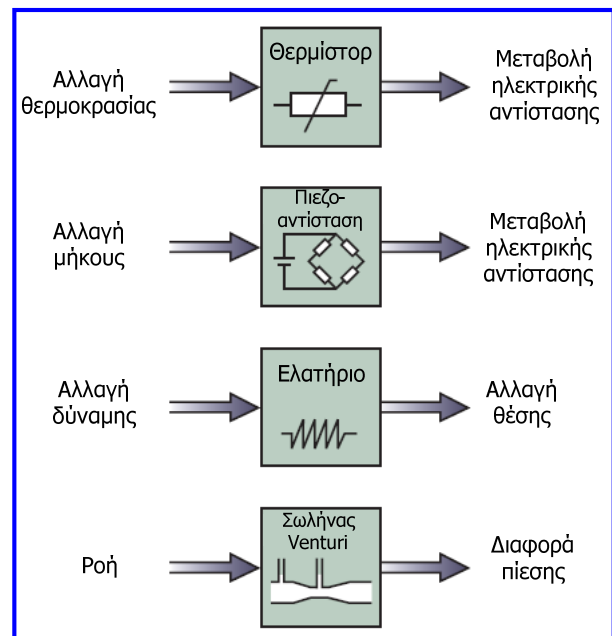 Αλλαγή
θερμοκρασίας
Θερμίστορ
Μεταβολή
ηλεκτρικής
αντίστασης
Αλλαγή
μήκους
Πιεζο-
αντίσταση
Μεταβολή
ηλεκτρικής
αντίστασης
Αλλαγή
δύναμης
Ελατήριο
Αλλαγή
θέσης
Ροή
Σωλήνας
Venturi
Διαφορά
πίεσης